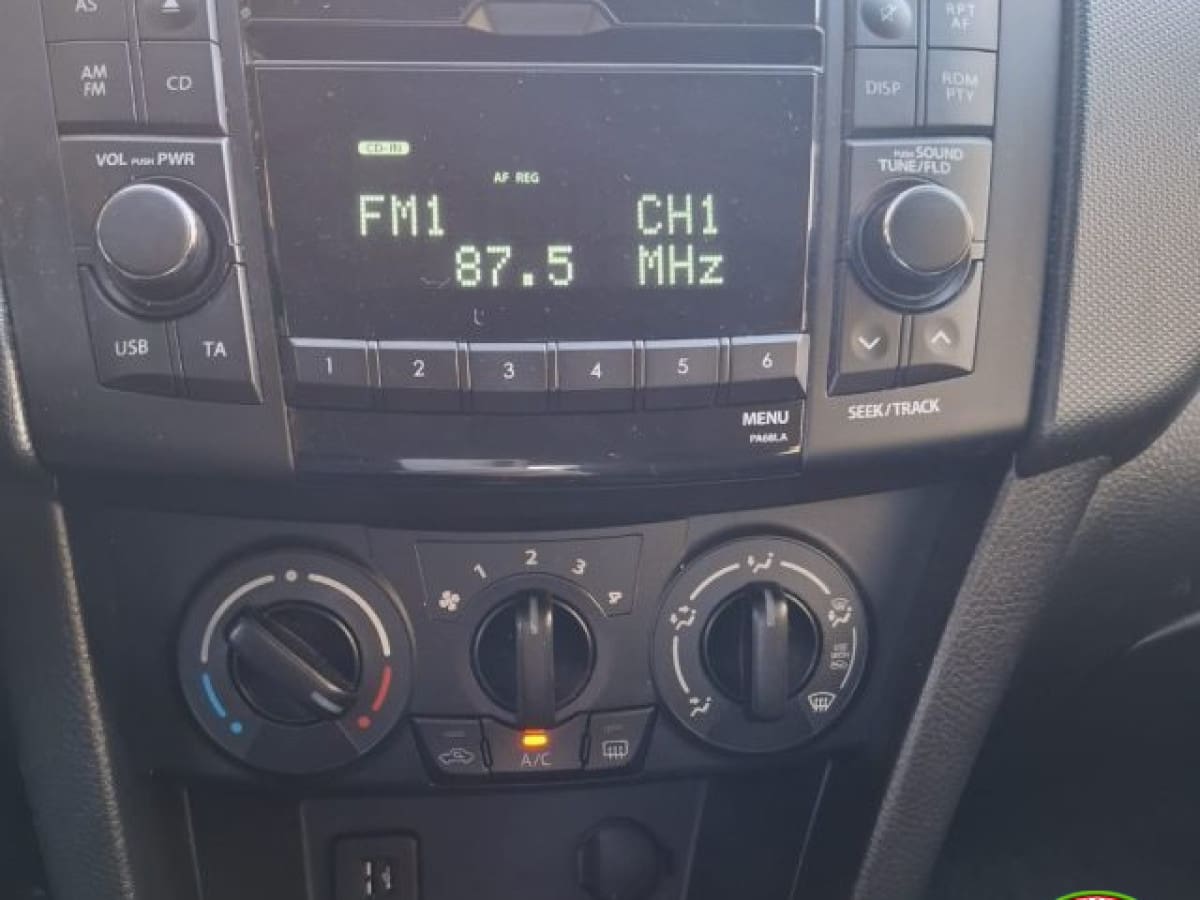 AS
RPT
AF
AM
FM
CD
DISP
RDM
PTY
VOL PUSH PWR
PUSH SOUND
TUNE/FLD
CD-IN
AF REG
FM1 CH1
87.5 MHz
USB
TA
1 2 3 4 5 6
MENU
PA68LA
SEEK/TRACK
1 2 3 4
A/C